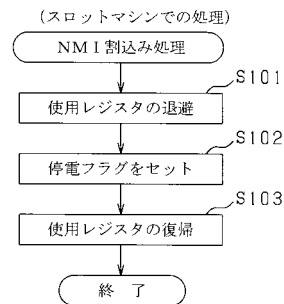 (スロットマシンでの処理)
NMI割込み処理
S101
使用レジスタの退避
S102
停電フラグをセット
S103
使用レジスタの復帰
終 了